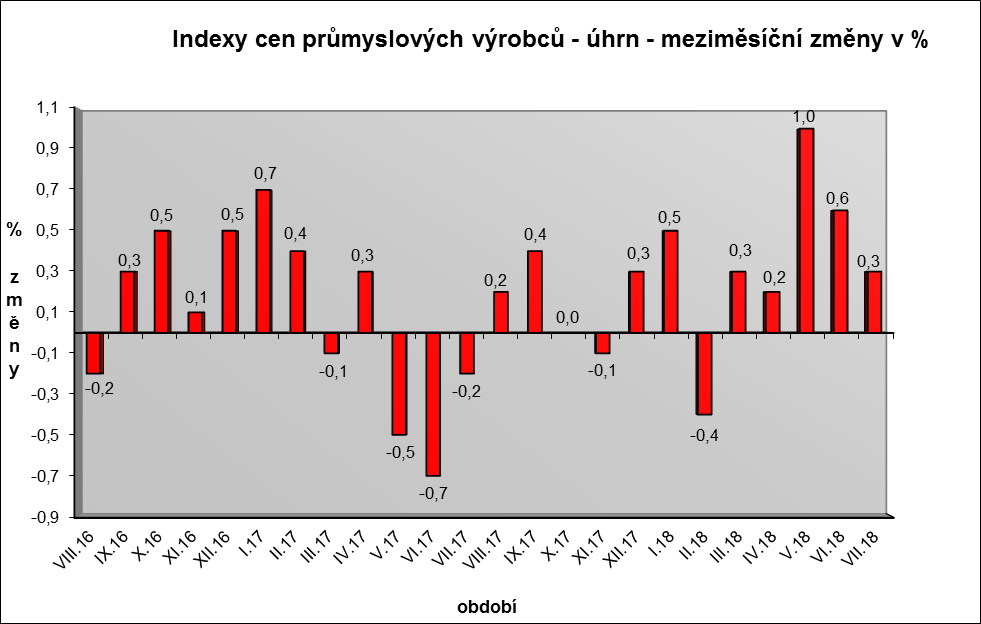 Indexy cen průmyslových výrobců - úhrn - meziměsíční změny v %
1,1
0,9
0,7
0,5
0,3
0,1
-0,1
-0,3
-0,5
-0,7
-0,9
% změny
-0,2
0,3
0,5
0,1
0,5
0,7
0,4
-0,1
0,3
-0,5
-0,7
-0,2
0,2
0,4
0,0
-0,1
0,3
0,5
-0,4
0,3
0,2
1,0
0,6
0,3
VIII.16
IX.16
X.16
XI.16
XII.16
I.17
II.17
III.17
IV.17
V.17
VI.17
VII.17
VIII.17
IX.17
X.17
XI.17
XII.17
I.18
II.18
III.18
IV.18
V.18
VI.18
VII.18
období